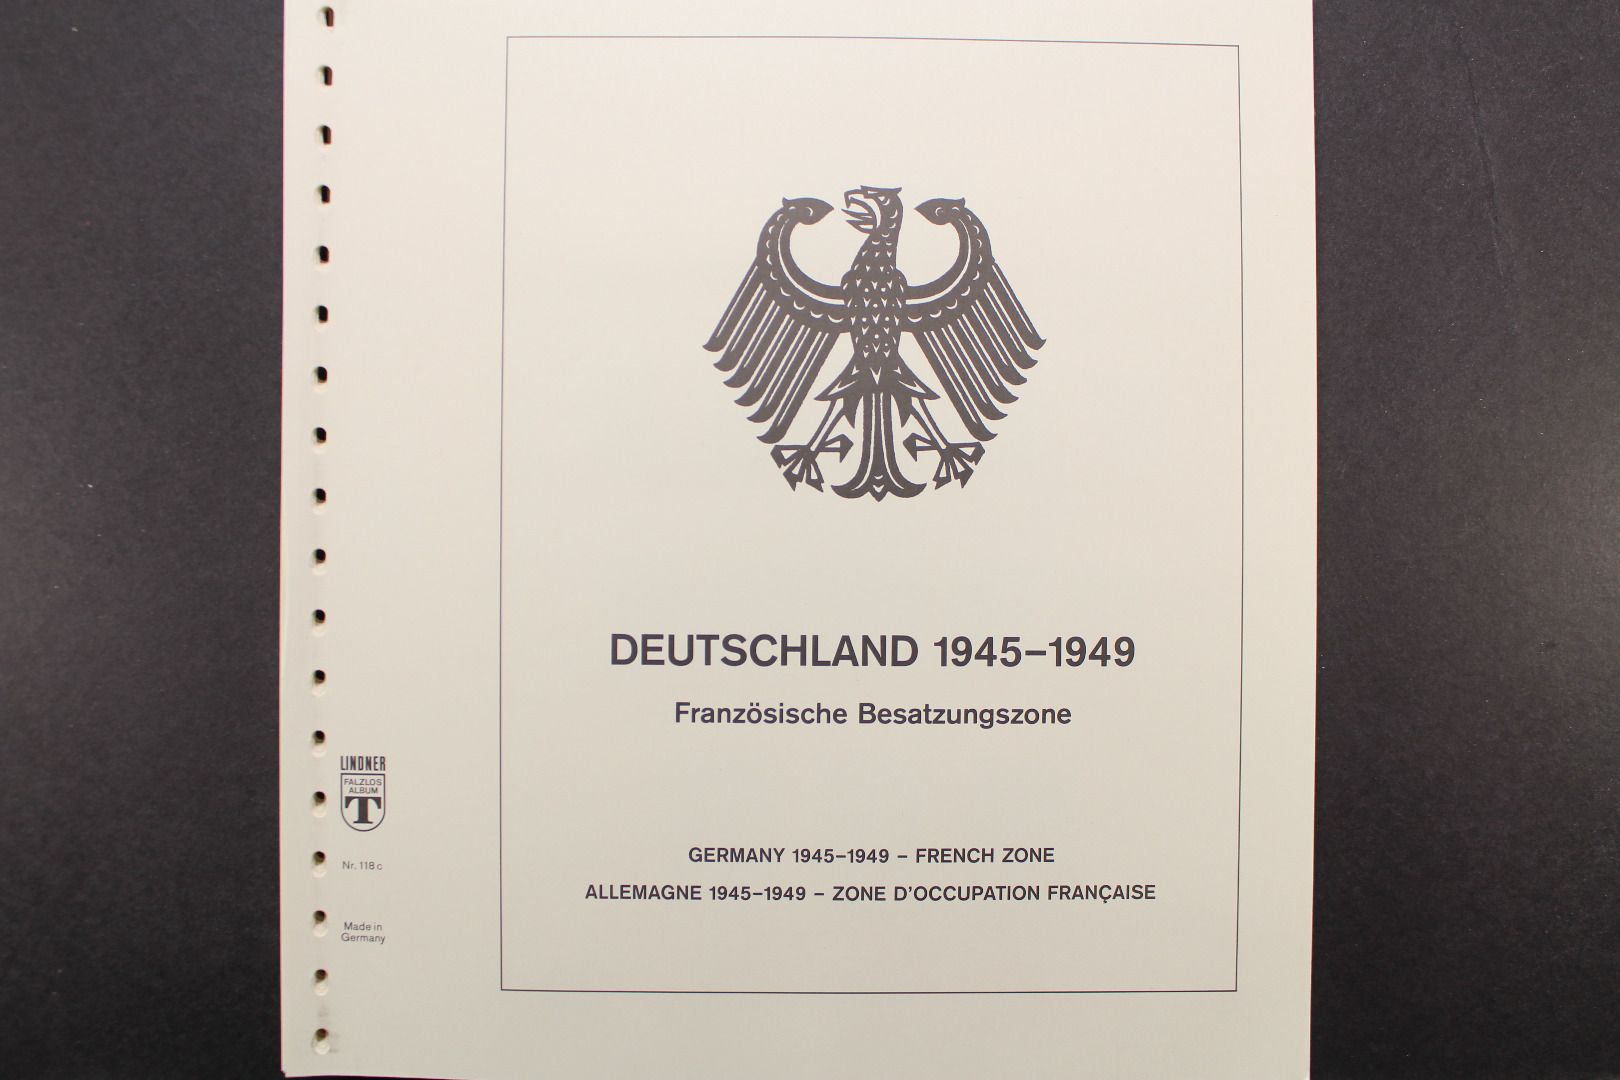 DEUTSCHLAND 1945–1949
Französische Besatzungszone
GERMANY 1945–1949 – FRENCH ZONE
ALLEMAGNE 1945–1949 – ZONE D'OCCUPATION FRANÇAISE
LINDNER
FALZLOS
ALBUM
T
Nr. 118 c
Made in
Germany